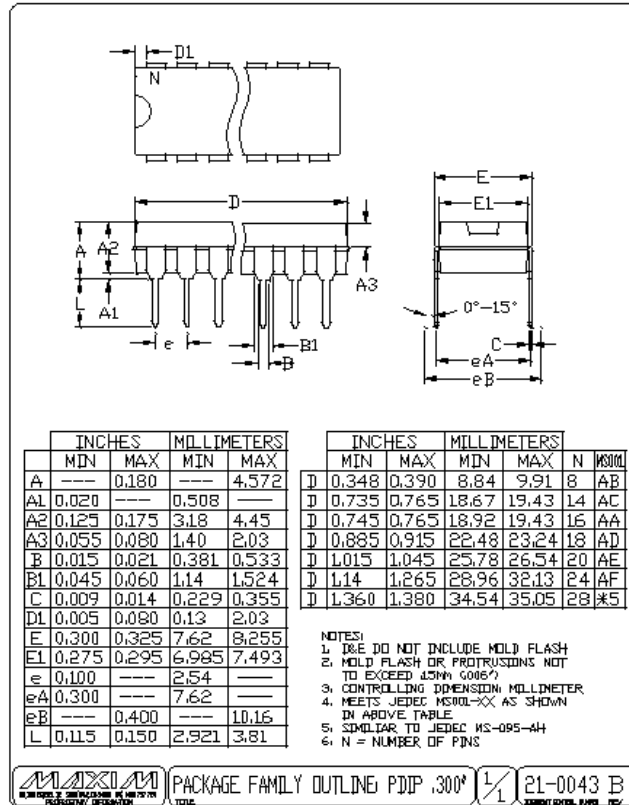 D1
N
D
E
E1
A
A2
A3
A1
L
0°-15°
e
B1
B
C
eA
eB
INCHES MILLIMETERS
MIN MAX MIN MAX
A --- 0.180 --- 4.572
A1 0.020 --- 0.508 ---
A2 0.125 0.175 3.18 4.45
A3 0.055 0.080 1.40 2.03
B 0.015 0.021 0.381 0.533
B1 0.045 0.060 1.14 1.524
C 0.009 0.014 0.229 0.355
D1 0.005 0.080 0.13 2.03
E 0.300 0.325 7.62 8.255
E1 0.275 0.295 6.985 7.493
e 0.100 --- 2.54 ---
eA 0.300 --- 7.62 ---
eB --- 0.400 --- 10.16
L 0.115 0.150 2.921 3.81
INCHES MILLIMETERS
MIN MAX MIN MAX N MS001
D 0.348 0.390 8.84 9.91 8 AB
D 0.735 0.765 18.67 19.43 14 AC
D 0.745 0.765 18.92 19.43 16 AA
D 0.885 0.915 22.48 23.24 18 AD
D 1.015 1.045 25.78 26.54 20 AE
D 1.14 1.265 28.96 32.13 24 AF
D 1.360 1.380 34.54 35.05 28 *5
NOTES:
1. D&E DO NOT INCLUDE MOLD FLASH
2. MOLD FLASH OR PROTRUSIONS NOT
TO EXCEED .15MM (.006")
3. CONTROLLING DIMENSION: MILLIMETER
4. MEETS JEDEC MS001-XX AS SHOWN
IN ABOVE TABLE
5. SIMILIAR TO JEDEC MS-095-AH
6. N = NUMBER OF PINS
MAXIM
PROPRIETARY INFORMATION
PACKAGE FAMILY OUTLINE: PDIP .300"
TITLE
1/1
21-0043 B